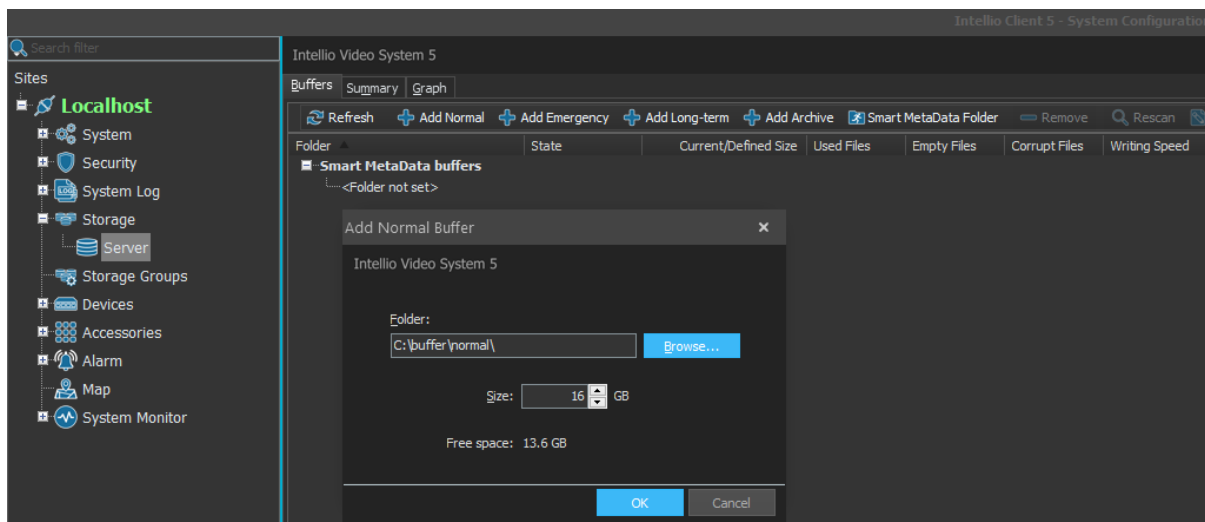 Intellio Client 5 - System Configuratio
Search filter
Sites
Localhost
System
Security
System Log
Storage
Server
Storage Groups
Devices
Accessories
Alarm
Map
System Monitor
Intellio Video System 5
Buffers Summary Graph
Refresh Add Normal Add Emergency Add Long-term Add Archive Smart MetaData Folder Remove Rescan
Folder State Current/Defined Size Used Files Empty Files Corrupt Files Writing Speed
Smart MetaData buffers
<Folder not set>
Add Normal Buffer
Intellio Video System 5
Folder:
C:\buffer\normal\ Browse...
Size: 16 GB
Free space: 13.6 GB
OK Cancel